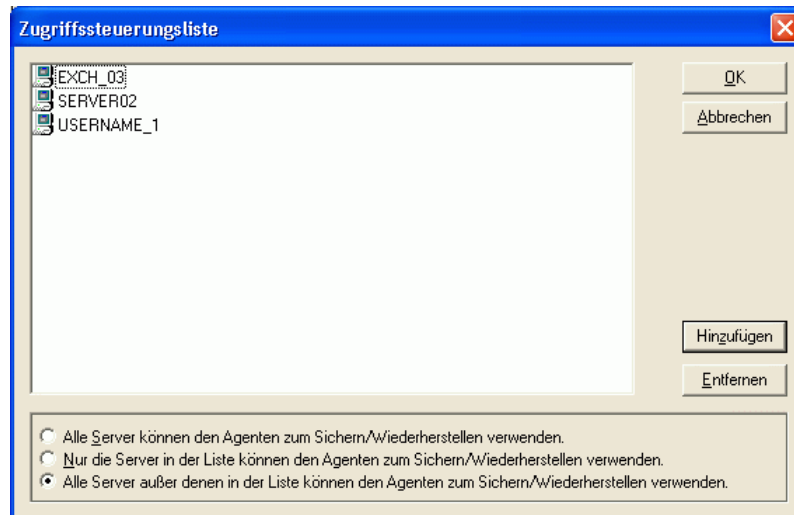 Zugriffssteuerungsliste
EXCH_03
SERVER02
USERNAME_1
OK
Abbrechen
Hinzufügen
Entfernen
Alle Server können den Agenten zum Sichern/Wiederherstellen verwenden.
Nur die Server in der Liste können den Agenten zum Sichern/Wiederherstellen verwenden.
Alle Server außer denen in der Liste können den Agenten zum Sichern/Wiederherstellen verwenden.